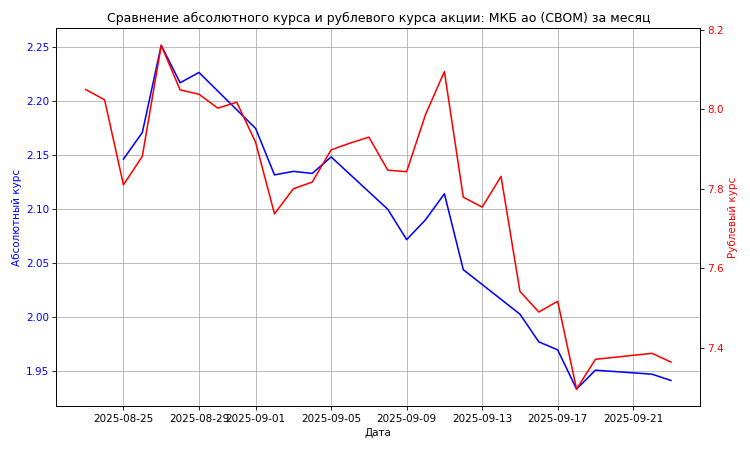 Сравнение абсолютного курса и рублевого курса акции: МКБ ао (CBOM) за месяц
Абсолютный курс
2.25
2.20
2.15
2.10
2.05
2.00
1.95
8.2
8.0
7.8
7.6
7.4
Рублевый курс
2025-08-25 2025-08-29 2025-09-01 2025-09-05 2025-09-09 2025-09-13 2025-09-17 2025-09-21
Дата